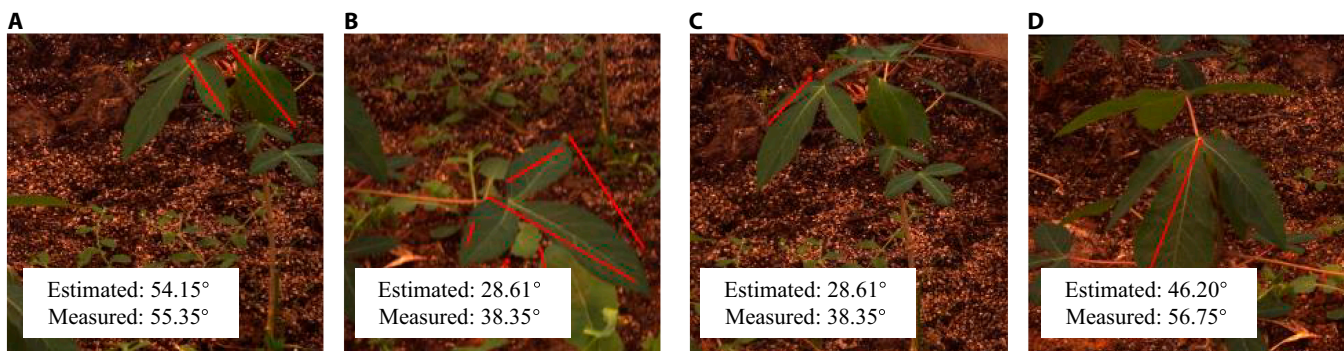 A
B
C
D
Estimated: 54.15°
Measured: 55.35°
Estimated: 28.61°
Measured: 38.35°
Estimated: 28.61°
Measured: 38.35°
Estimated: 46.20°
Measured: 56.75°